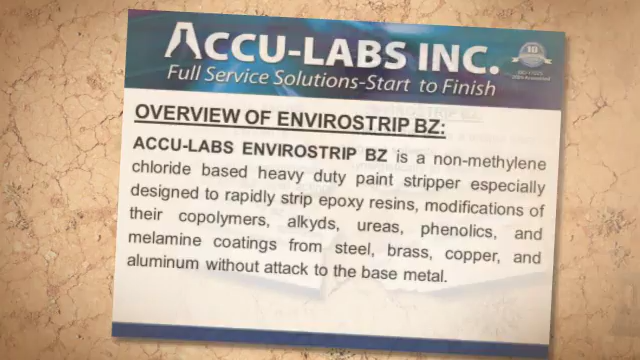 ACCU-LABS INC.
Full Service Solutions-Start to Finish
OVERVIEW OF ENVIROSTRIP BZ:
ACCU-LABS ENVIROSTRIP BZ is a non-methylene
chloride based heavy duty paint stripper especially
designed to rapidly strip epoxy resins, modifications of
their copolymers, alkyds, ureas, phenolics, and
melamine coatings from steel, brass, copper, and
aluminum without attack to the base metal.